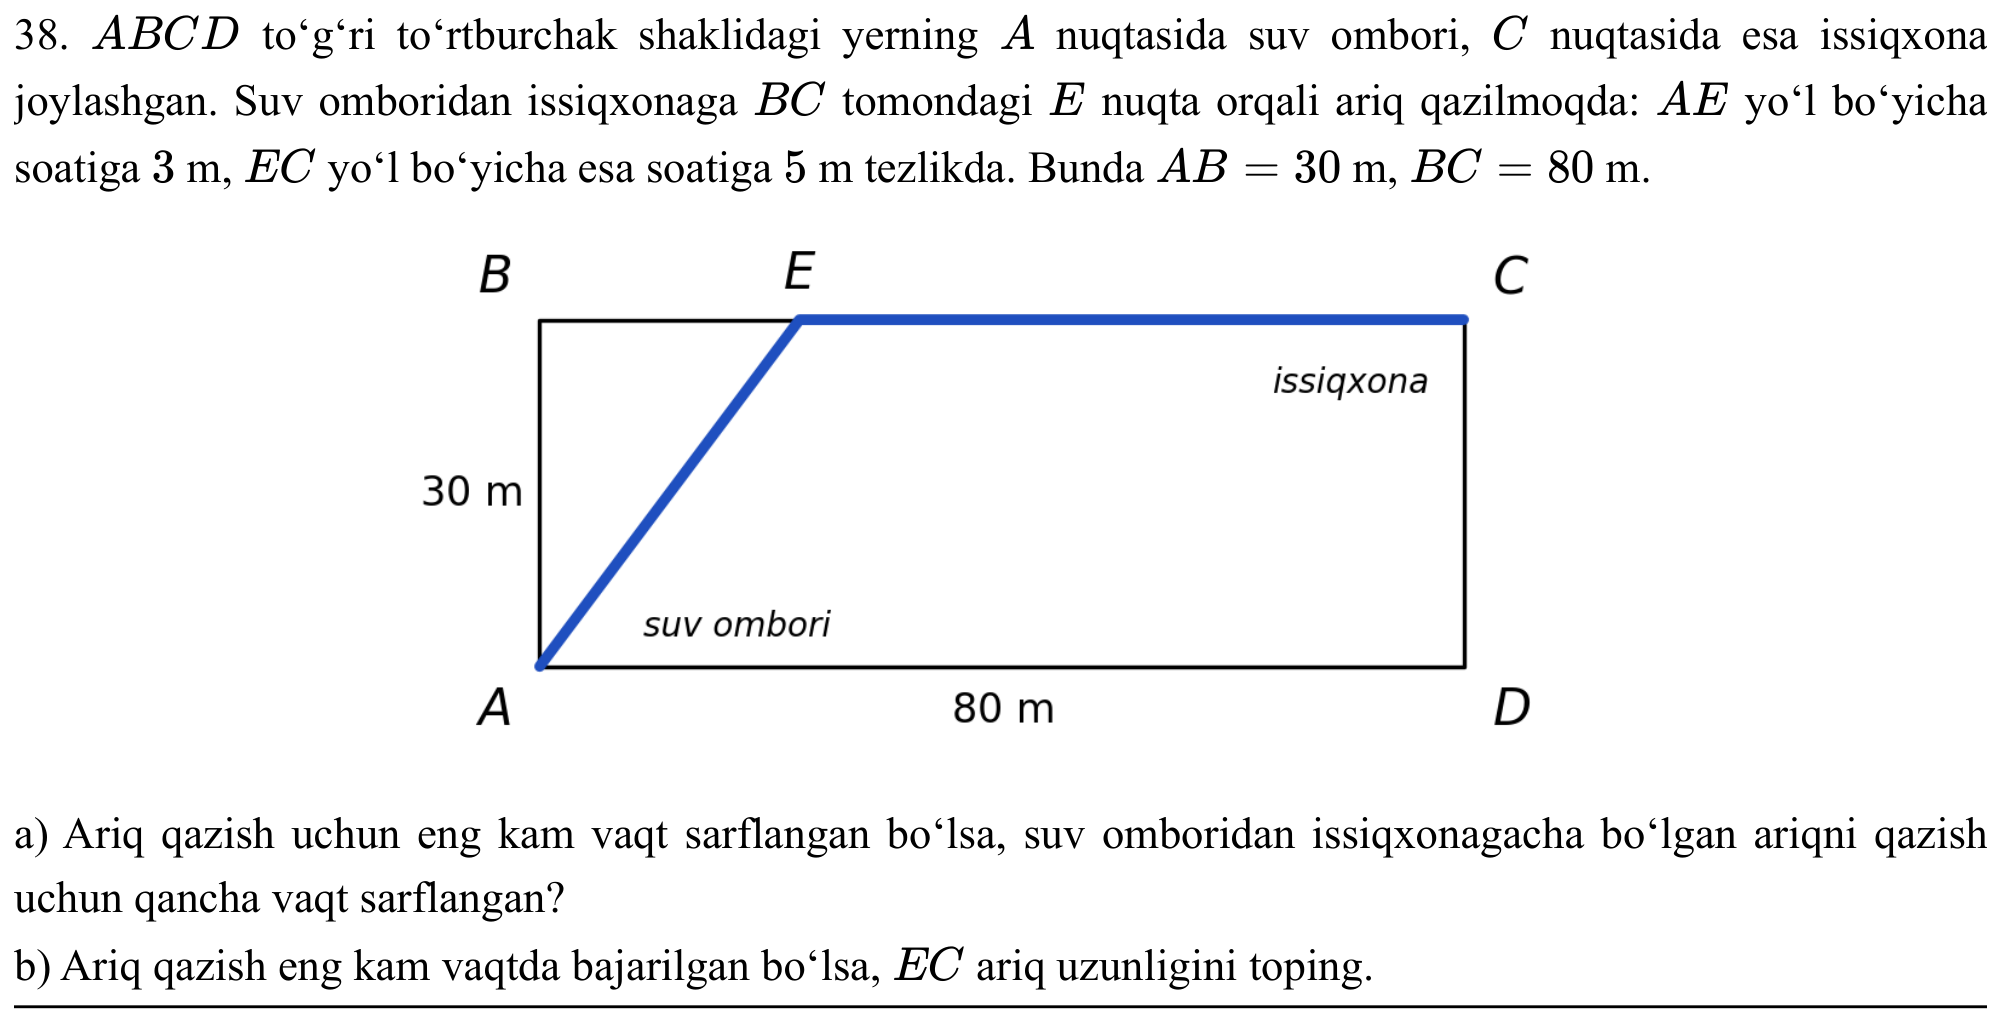 38. ABCD to‘g‘ri to‘rtburchak shaklidagi yerning A nuqtasida suv ombori, C nuqtasida esa issiqxona
joylashgan. Suv omboridan issiqxonaga BC tomondagi E nuqta orqali ariq qazilmoqda: AE yo‘l bo‘yicha
soatiga 3 m, EC yo‘l bo‘yicha esa soatiga 5 m tezlikda. Bunda AB = 30 m, BC = 80 m.
B E C
issiqxona
30 m
suv ombori
A 80 m D
a) Ariq qazish uchun eng kam vaqt sarflangan bo‘lsa, suv omboridan issiqxonagacha bo‘lgan ariqni qazish
uchun qancha vaqt sarflangan?
b) Ariq qazish eng kam vaqtda bajarilgan bo‘lsa, EC ariq uzunligini toping.